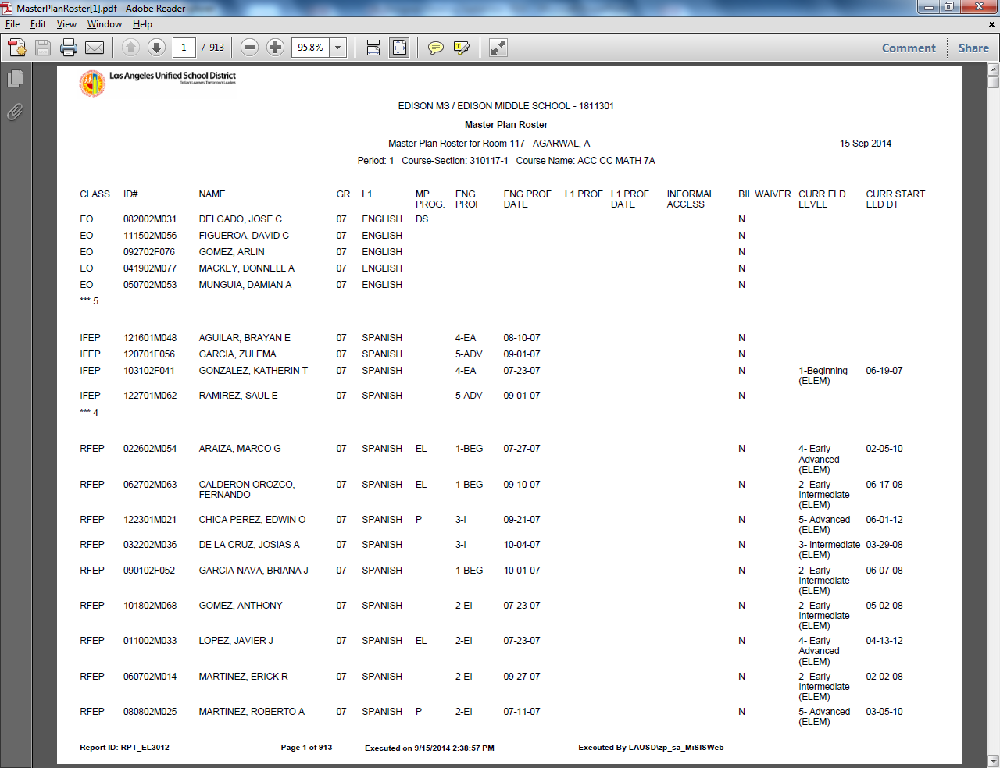 MasterPlanRoster[1].pdf - Adobe Reader
File Edit View Window Help
1 / 913 95.8% Comment Share
Los Angeles Unified School District
EDISON MS / EDISON MIDDLE SCHOOL - 1811301
Master Plan Roster
Master Plan Roster for Room 117 - AGARWAL, A 15 Sep 2014
Period: 1 Course-Section: 310117-1 Course Name: ACC CC MATH 7A
CLASS ID# NAME........................... GR L1 MP ENG. ENG PROF L1 PROF L1 PROF INFORMAL BIL WAIVER CURR ELD CURR START
PROG. PROF DATE DATE ACCESS LEVEL ELD DT
EO 082002M031 DELGADO, JOSE C 07 ENGLISH DS N
EO 111502M056 FIGUEROA, DAVID C 07 ENGLISH N
EO 092702F076 GOMEZ, ARLIN 07 ENGLISH N
EO 041902M077 MACKEY, DONNELL A 07 ENGLISH N
EO 050702M053 MUNGUIA, DAMIAN A 07 ENGLISH N
*** 5
IFEP 121601M048 AGUILAR, BRAYAN E 07 SPANISH 4-EA 08-10-07 N
IFEP 120701F056 GARCIA, ZULEMA 07 SPANISH 5-ADV 09-01-07 N
IFEP 103102F041 GONZALEZ, KATHERIN T 07 SPANISH 4-EA 07-23-07 N 1-Beginning 06-19-07
(ELEM)
IFEP 122701M062 RAMIREZ, SAUL E 07 SPANISH 5-ADV 09-01-07 N
*** 4
RFEP 022602M054 ARAIZA, MARCO G 07 SPANISH EL 1-BEG 07-27-07 N 4- Early 02-05-10
Advanced
(ELEM)
RFEP 062702M063 CALDERON OROZCO, 07 SPANISH EL 1-BEG 09-10-07 N 2- Early 06-17-08
FERNANDO Intermediate
(ELEM)
RFEP 122301M021 CHICA PEREZ, EDWIN O 07 SPANISH P 3-I 09-21-07 N 5- Advanced 06-01-12
(ELEM)
RFEP 032202M036 DE LA CRUZ, JOSIAS A 07 SPANISH 3-I 10-04-07 N 3- Intermediate 03-29-08
(ELEM)
RFEP 090102F052 GARCIA-NAVA, BRIANA J 07 SPANISH 1-BEG 10-01-07 N 2- Early 06-07-08
Intermediate
(ELEM)
RFEP 101802M068 GOMEZ, ANTHONY 07 SPANISH 2-EI 07-23-07 N 2- Early 05-02-08
Intermediate
(ELEM)
RFEP 011002M033 LOPEZ, JAVIER J 07 SPANISH EL 2-EI 07-23-07 N 4- Early 04-13-12
Advanced
(ELEM)
RFEP 060702M014 MARTINEZ, ERICK R 07 SPANISH 2-EI 09-27-07 N 2- Early 02-02-08
Intermediate
(ELEM)
RFEP 080802M025 MARTINEZ, ROBERTO A 07 SPANISH P 2-EI 07-11-07 N 5- Advanced 03-05-10
(ELEM)
Report ID: RPT_EL3012 Page 1 of 913 Executed on 9/15/2014 2:38:57 PM Executed By LAUSD\zp_sa_MiSISWeb